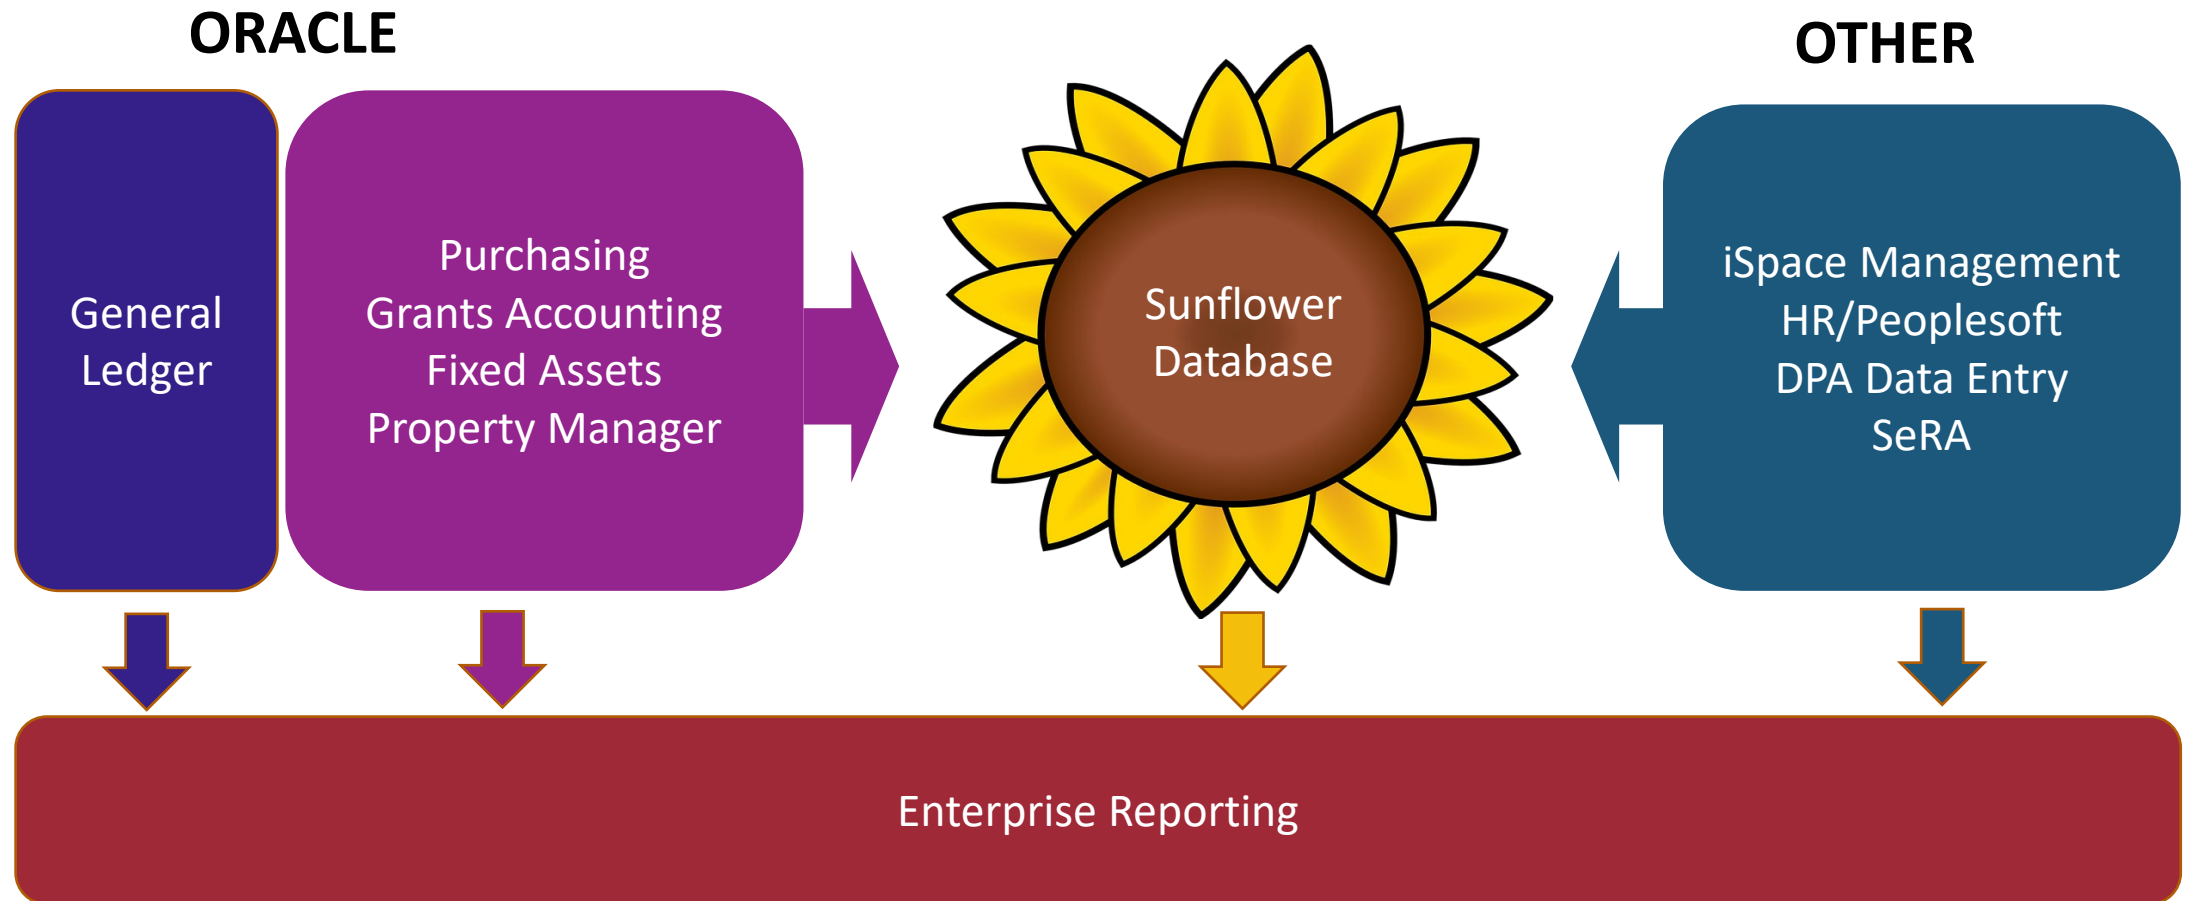 ORACLE
OTHER
General
Ledger
Purchasing
Grants Accounting
Fixed Assets
Property Manager
Sunflower
Database
iSpace Management
HR/Peoplesoft
DPA Data Entry
SeRA
Enterprise Reporting